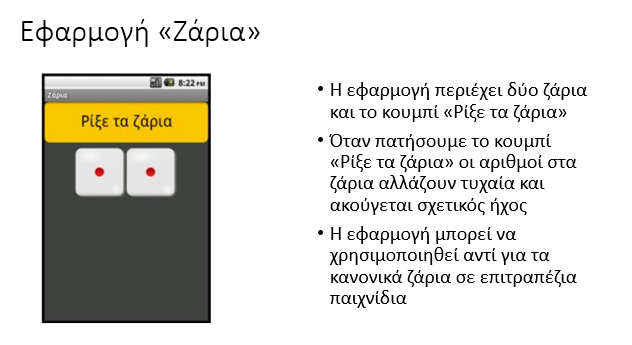 Εφαρμογή «Ζάρια»
8:22 PM
Ζάρια
Ρίξε τα ζάρια
• Η εφαρμογή περιέχει δύο ζάρια
και το κουμπί «Ρίξε τα ζάρια»
• Όταν πατήσουμε το κουμπί
«Ρίξε τα ζάρια» οι αριθμοί στα
ζάρια αλλάζουν τυχαία και
ακούγεται σχετικός ήχος
• Η εφαρμογή μπορεί να
χρησιμοποιηθεί αντί για τα
κανονικά ζάρια σε επιτραπέζια
παιχνίδια